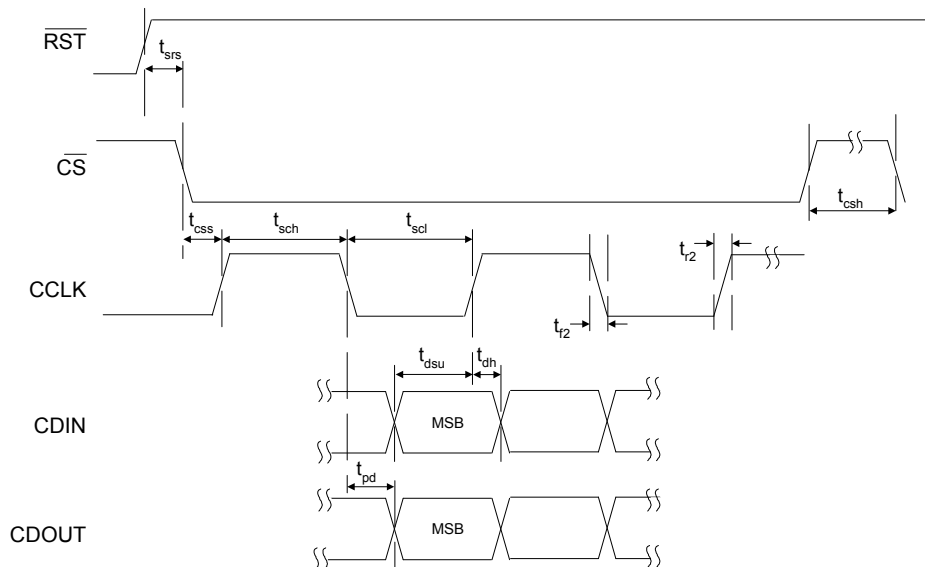 RST
t_srs
CS
t_csh
t_css t_sch t_scl
t_r2
CCLK
t_f2
t_dsu t_dh
CDIN MSB
t_pd
CDOUT MSB